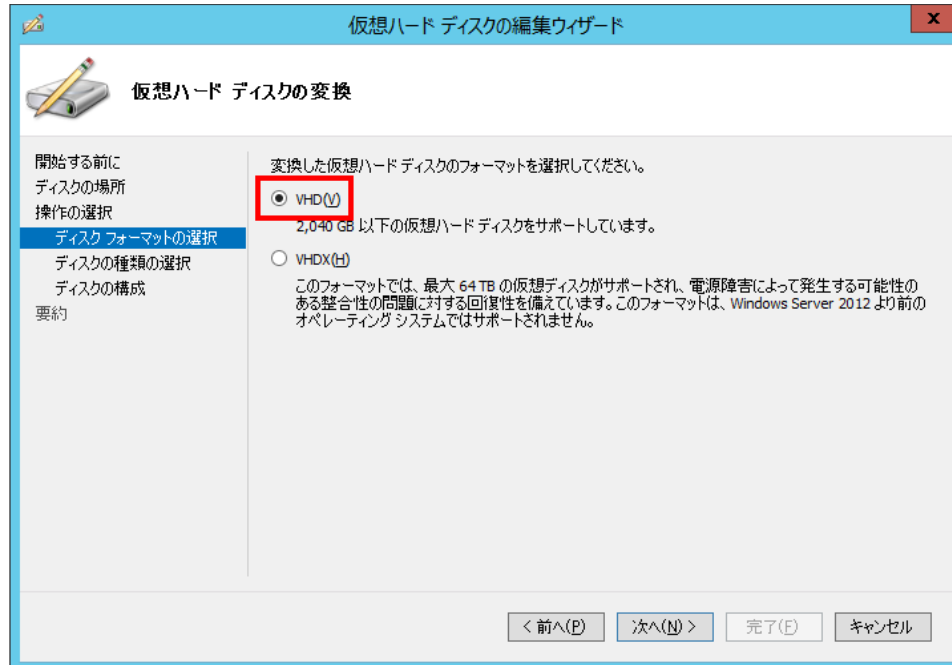 仮想ハード ディスクの編集ウィザード
x
仮想ハード ディスクの変換
開始する前に
ディスクの場所
操作の選択
ディスク フォーマットの選択
ディスクの種類の選択
ディスクの構成
要約
変換した仮想ハード ディスクのフォーマットを選択してください。
VHD(V)
2,040 GB 以下の仮想ハード ディスクをサポートしています。
VHDX(H)
このフォーマットでは、最大 64 TB の仮想ディスクがサポートされ、電源障害によって発生する可能性の
ある整合性の問題に対する回復性を備えています。このフォーマットは、Windows Server 2012 より前の
オペレーティング システムではサポートされません。
< 前へ(P)
次へ(N) >
完了(F)
キャンセル